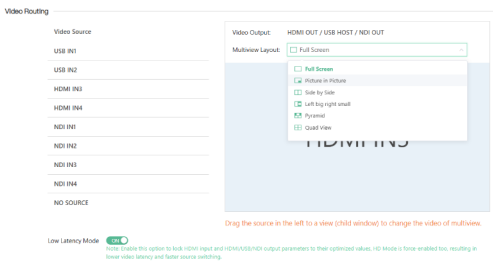 Video Routing
Video Source
USB IN1
USB IN2
HDMI IN3
HDMI IN4
NDI IN1
NDI IN2
NDI IN3
NDI IN4
NO SOURCE
Video Output: HDMI OUT / USB HOST / NDI OUT
Multiview Layout: Full Screen
Full Screen
Picture in Picture
Side by Side
Left big right small
Pyramid
Quad View
HDMI IN3
Drag the source in the left to a view (child window) to change the video of multiview.
Low Latency Mode ON
Note: Enable this option to lock HDMI input and HDMI/USB/NDI output parameters to their optimized values, HD Mode is force enabled too, resulting in
lower video latency and faster source switching.